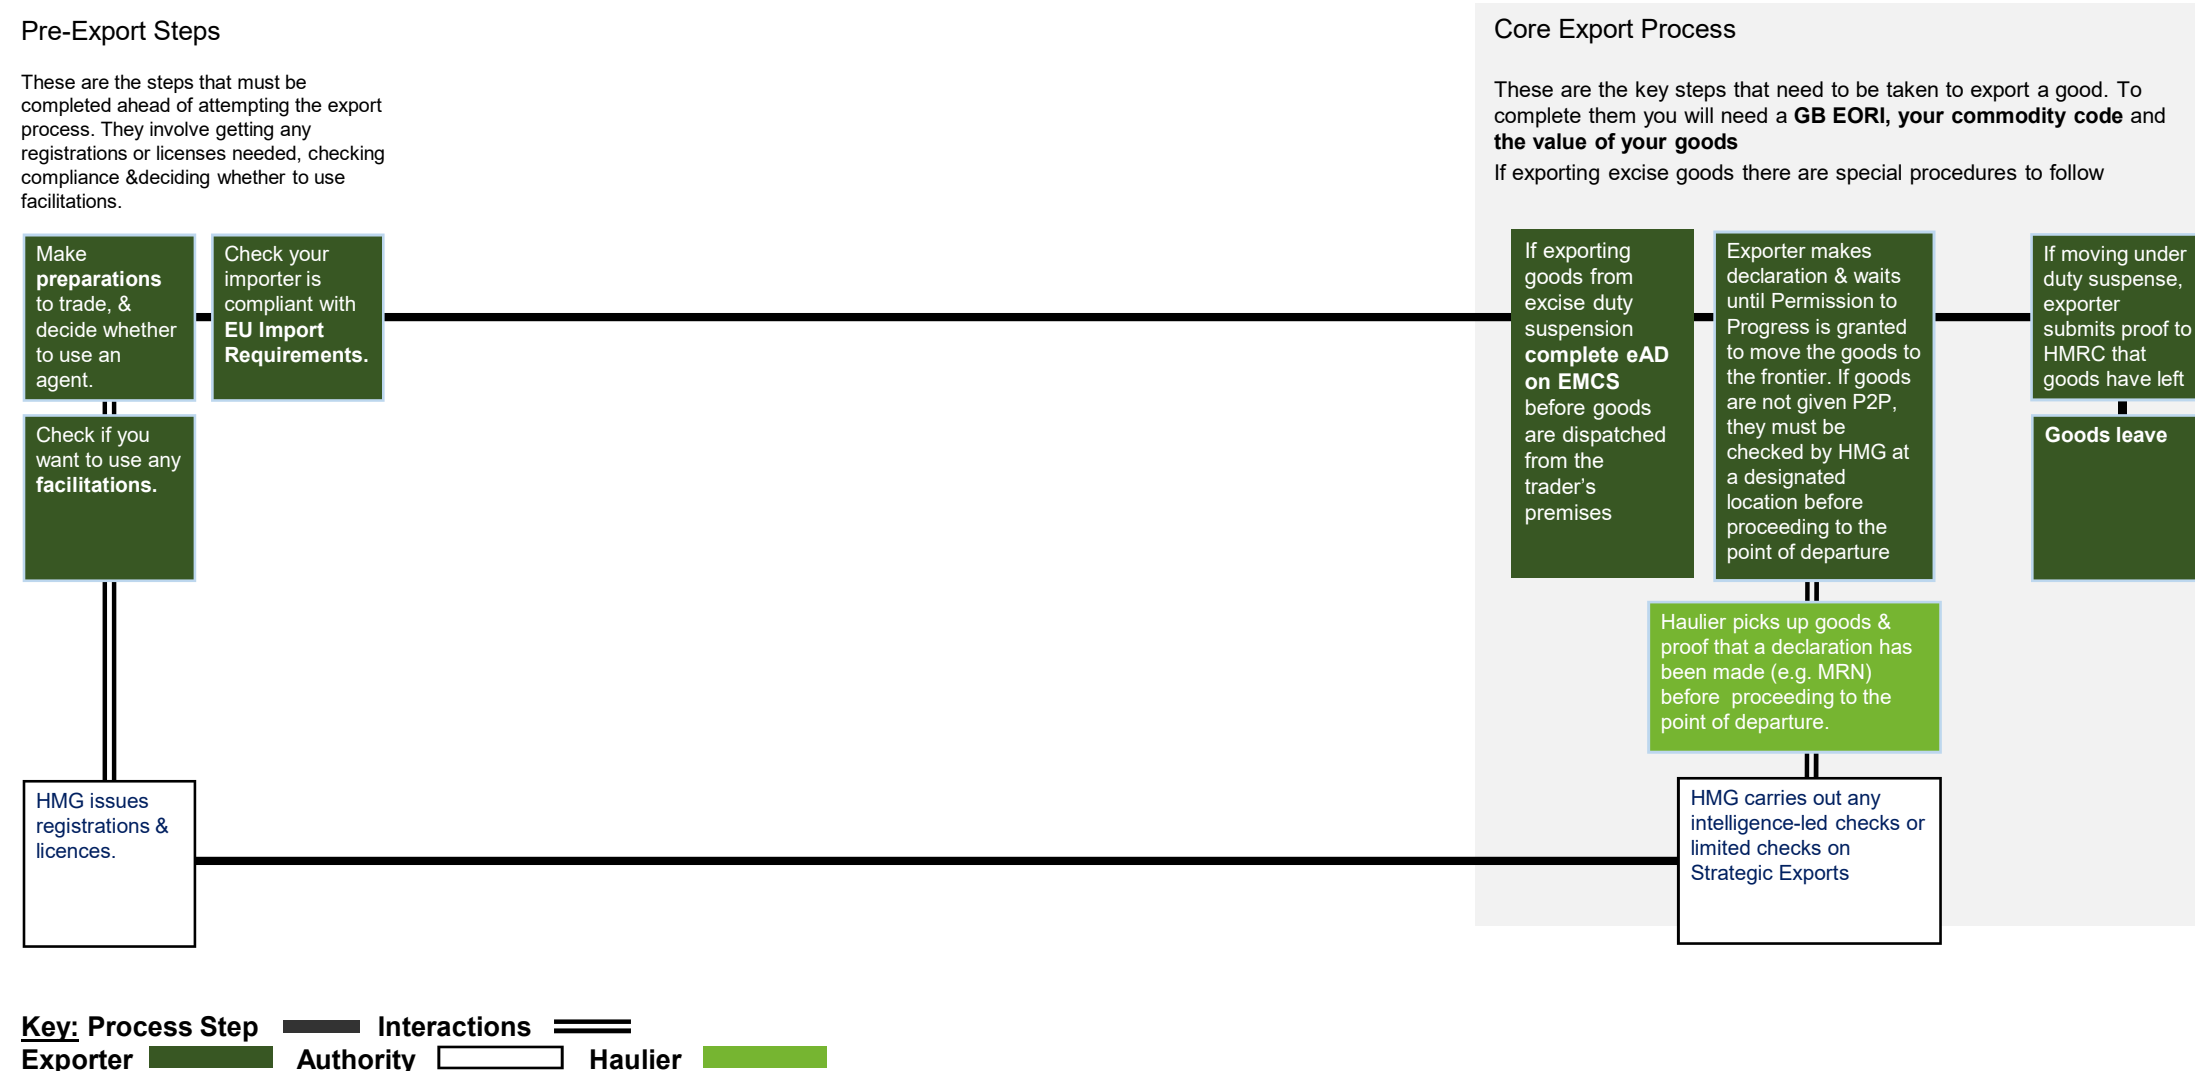 Pre-Export Steps
These are the steps that must be
completed ahead of attempting the export
process. They involve getting any
registrations or licenses needed, checking
compliance &deciding whether to use
facilitations.
Core Export Process
These are the key steps that need to be taken to export a good. To
complete them you will need a GB EORI, your commodity code and
the value of your goods
If exporting excise goods there are special procedures to follow
Make
preparations
to trade, &
decide whether
to use an
agent.
Check your
importer is
compliant with
EU Import
Requirements.
Check if you
want to use any
facilitations.
HMG issues
registrations &
licences.
If exporting
goods from
excise duty
suspension
complete eAD
on EMCS
before goods
are dispatched
from the
trader’s
premises
Exporter makes
declaration & waits
until Permission to
Progress is granted
to move the goods to
the frontier. If goods
are not given P2P,
they must be
checked by HMG at
a designated
location before
proceeding to the
point of departure
If moving under
duty suspense,
exporter
submits proof to
HMRC that
goods have left
Goods leave
Haulier picks up goods &
proof that a declaration has
been made (e.g. MRN)
before  proceeding to the
point of departure.
HMG carries out any
intelligence-led checks or
limited checks on
Strategic Exports
Key: Process Step Interactions
Exporter Authority Haulier